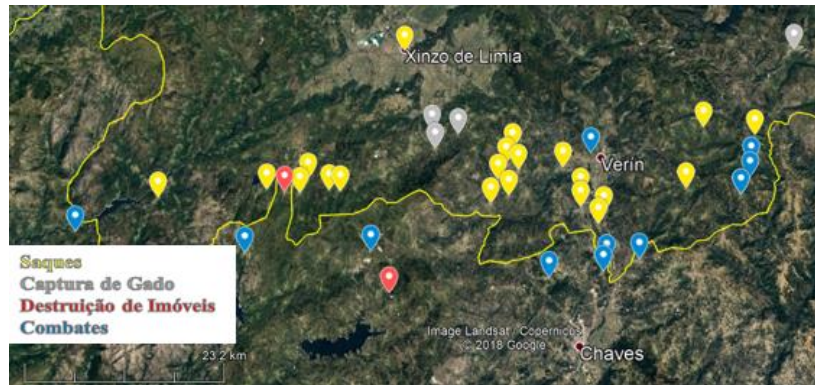 Xinzo de Limia
Verín
Saques
Captura de Gado
Destruição de Imóveis
Combates
Image Landsat / Copernicus
© 2018 Google
23.2 km
Chaves